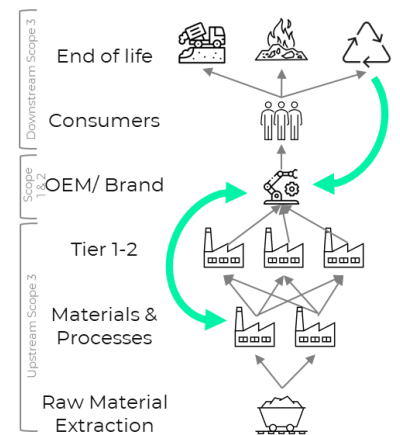 Downstream Scope 3
End of life
Consumers
Scope
1 & 2
OEM/ Brand
Upstream Scope 3
Tier 1-2
Materials &
Processes
Raw Material
Extraction